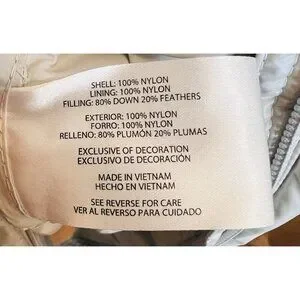 SHELL: 100% NYLON
LINING: 100% NYLON
FILLING: 80% DOWN 20% FEATHERS
EXTERIOR: 100% NYLON
FORRO: 100% NYLON
RELLENO: 80% PLUMÓN 20% PLUMAS
EXCLUSIVE OF DECORATION
EXCLUSIVO DE DECORACIÓN
MADE IN VIETNAM
HECHO EN VIETNAM
SEE REVERSE FOR CARE
VER AL REVERSO PARA CUIDADO